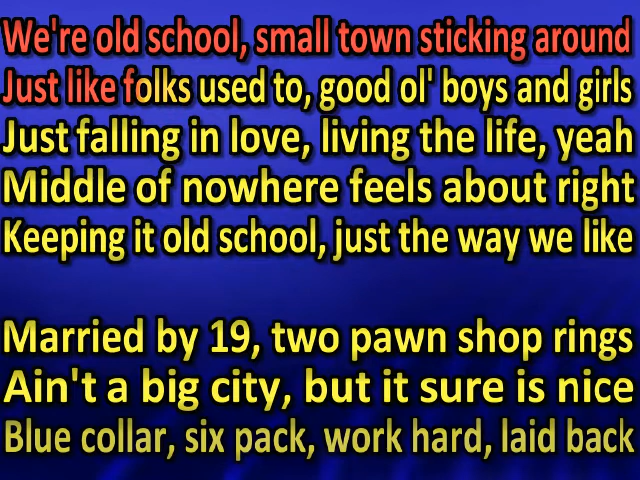 We're old school, small town sticking around
Just like folks used to, good ol' boys and girls
Just falling in love, living the life, yeah
Middle of nowhere feels about right
Keeping it old school, just the way we like
Married by 19, two pawn shop rings
Ain't a big city, but it sure is nice
Blue collar, six pack, work hard, laid back